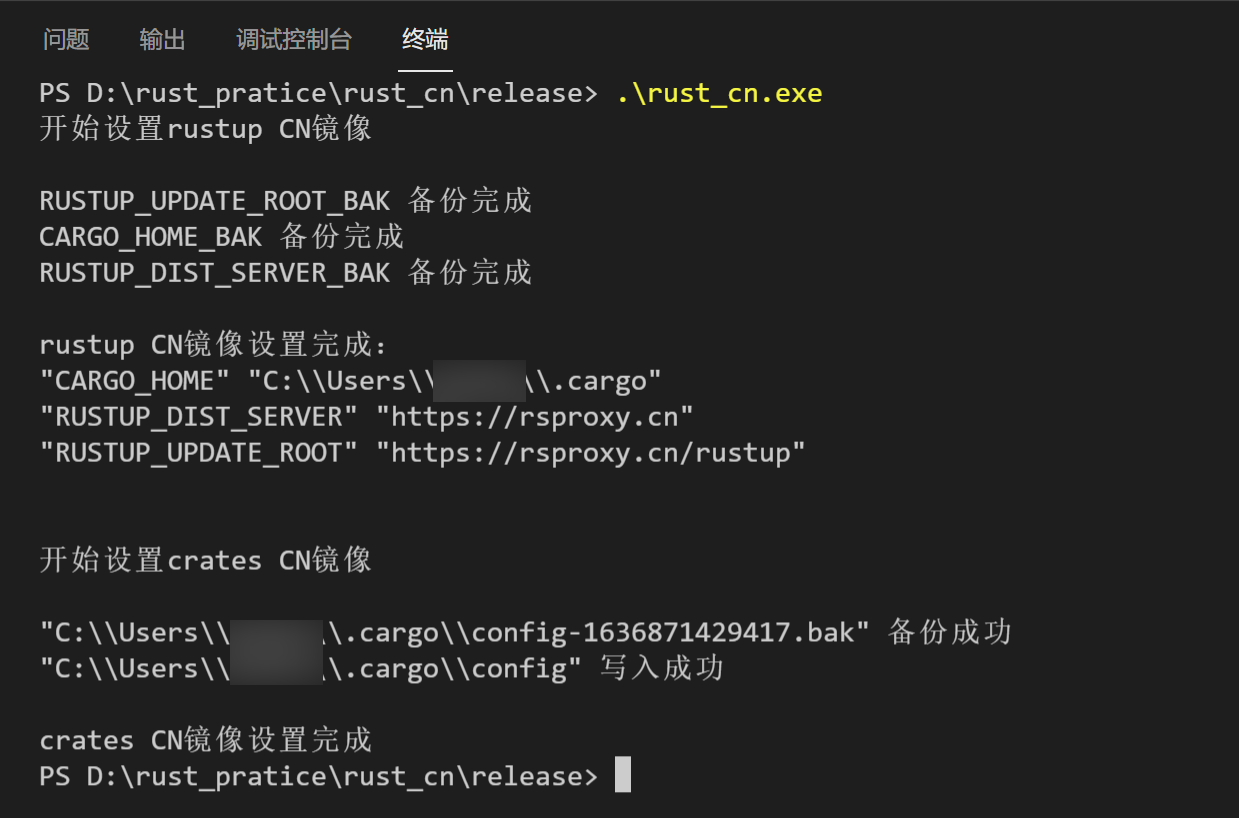 问题 输出 调试控制台 终端
PS D:\rust_pratice\rust_cn\release> .\rust_cn.exe
开始设置rustup CN镜像
RUSTUP_UPDATE_ROOT_BAK 备份完成
CARGO_HOME_BAK 备份完成
RUSTUP_DIST_SERVER_BAK 备份完成
rustup CN镜像设置完成:
"CARGO_HOME" "C:\\Users\\ \\.cargo"
"RUSTUP_DIST_SERVER" "https://rsproxy.cn"
"RUSTUP_UPDATE_ROOT" "https://rsproxy.cn/rustup"
开始设置crates CN镜像
"C:\\Users\\ \\.cargo\\config-1636871429417.bak" 备份成功
"C:\\Users\\ \\.cargo\\config" 写入成功
crates CN镜像设置完成
PS D:\rust_pratice\rust_cn\release>